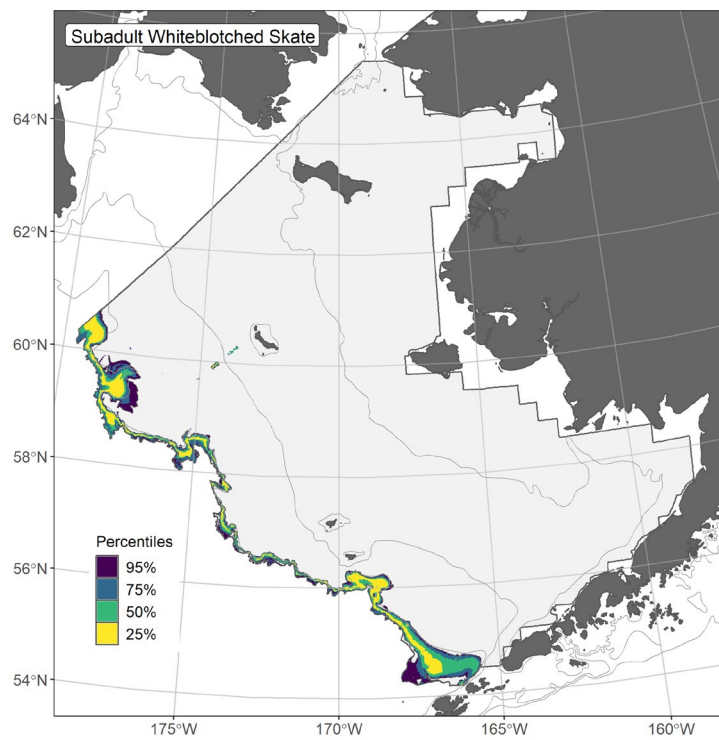 Subadult Whiteblotched Skate
64°N
62°N
60°N
58°N
56°N
54°N
Percentiles
95%
75%
50%
25%
175°W
170°W
165°W
160°W